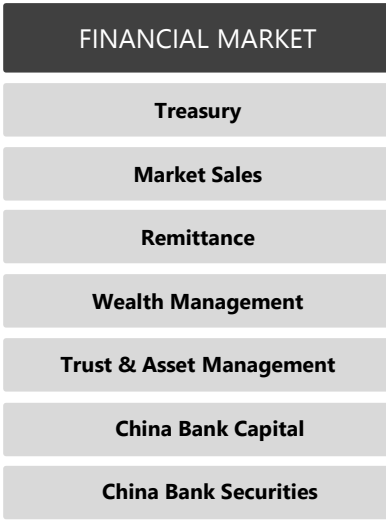 FINANCIAL MARKET
Treasury
Market Sales
Remittance
Wealth Management
Trust & Asset Management
China Bank Capital
China Bank Securities